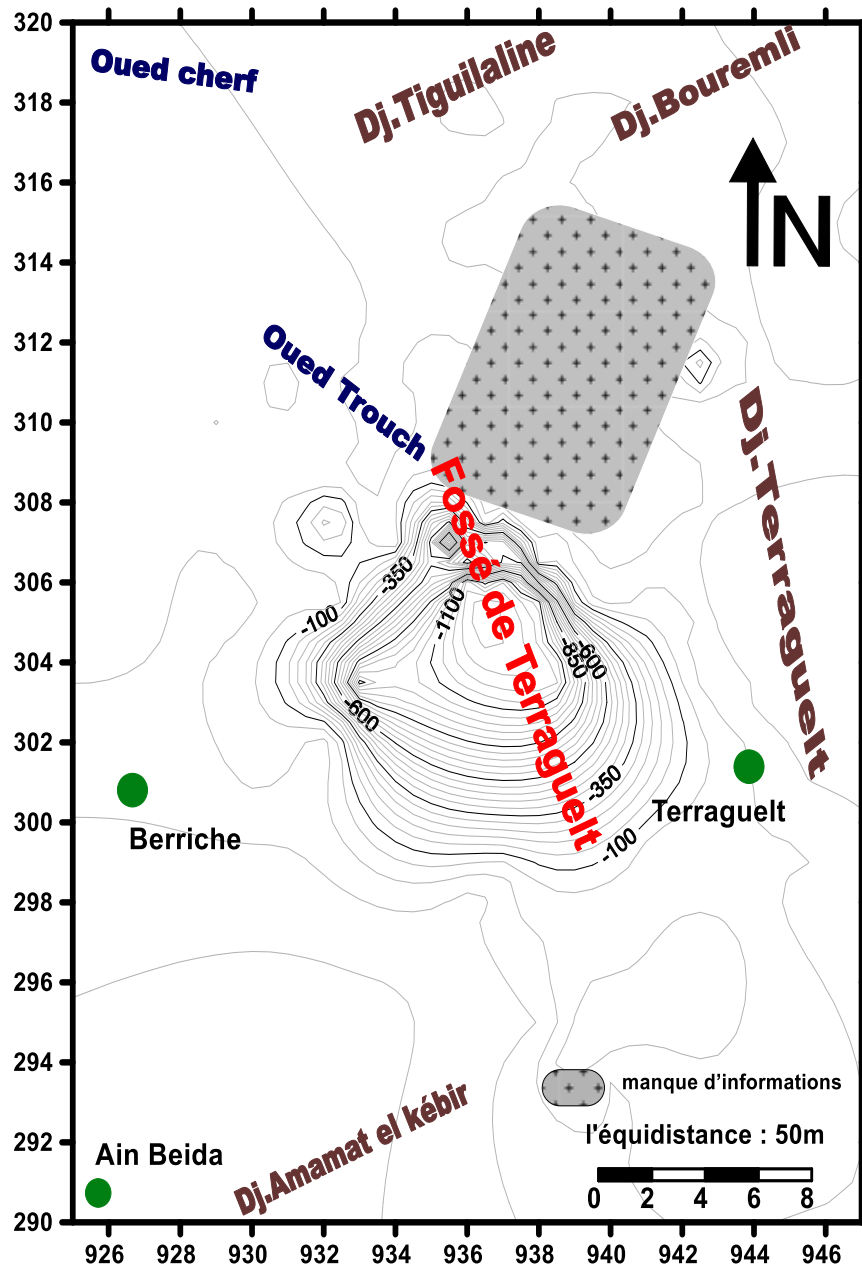 320
318
316
314
312
310
308
306
304
302
300
298
296
294
292
290
Oued cherf
Dj.Tiguilaline
Dj.Bouremli
N
Oued Trouch
Fossé de Terraguelt
Dj.Terraguelt
-350
-100
-1100
-600
-850
-600
-350
-100
Berriche
Terraguelt
manque d'informations
l'équidistance : 50m
0 2 4 6 8
Ain Beida
Dj.Amamat el kébir
926 928 930 932 934 936 938 940 942 944 946